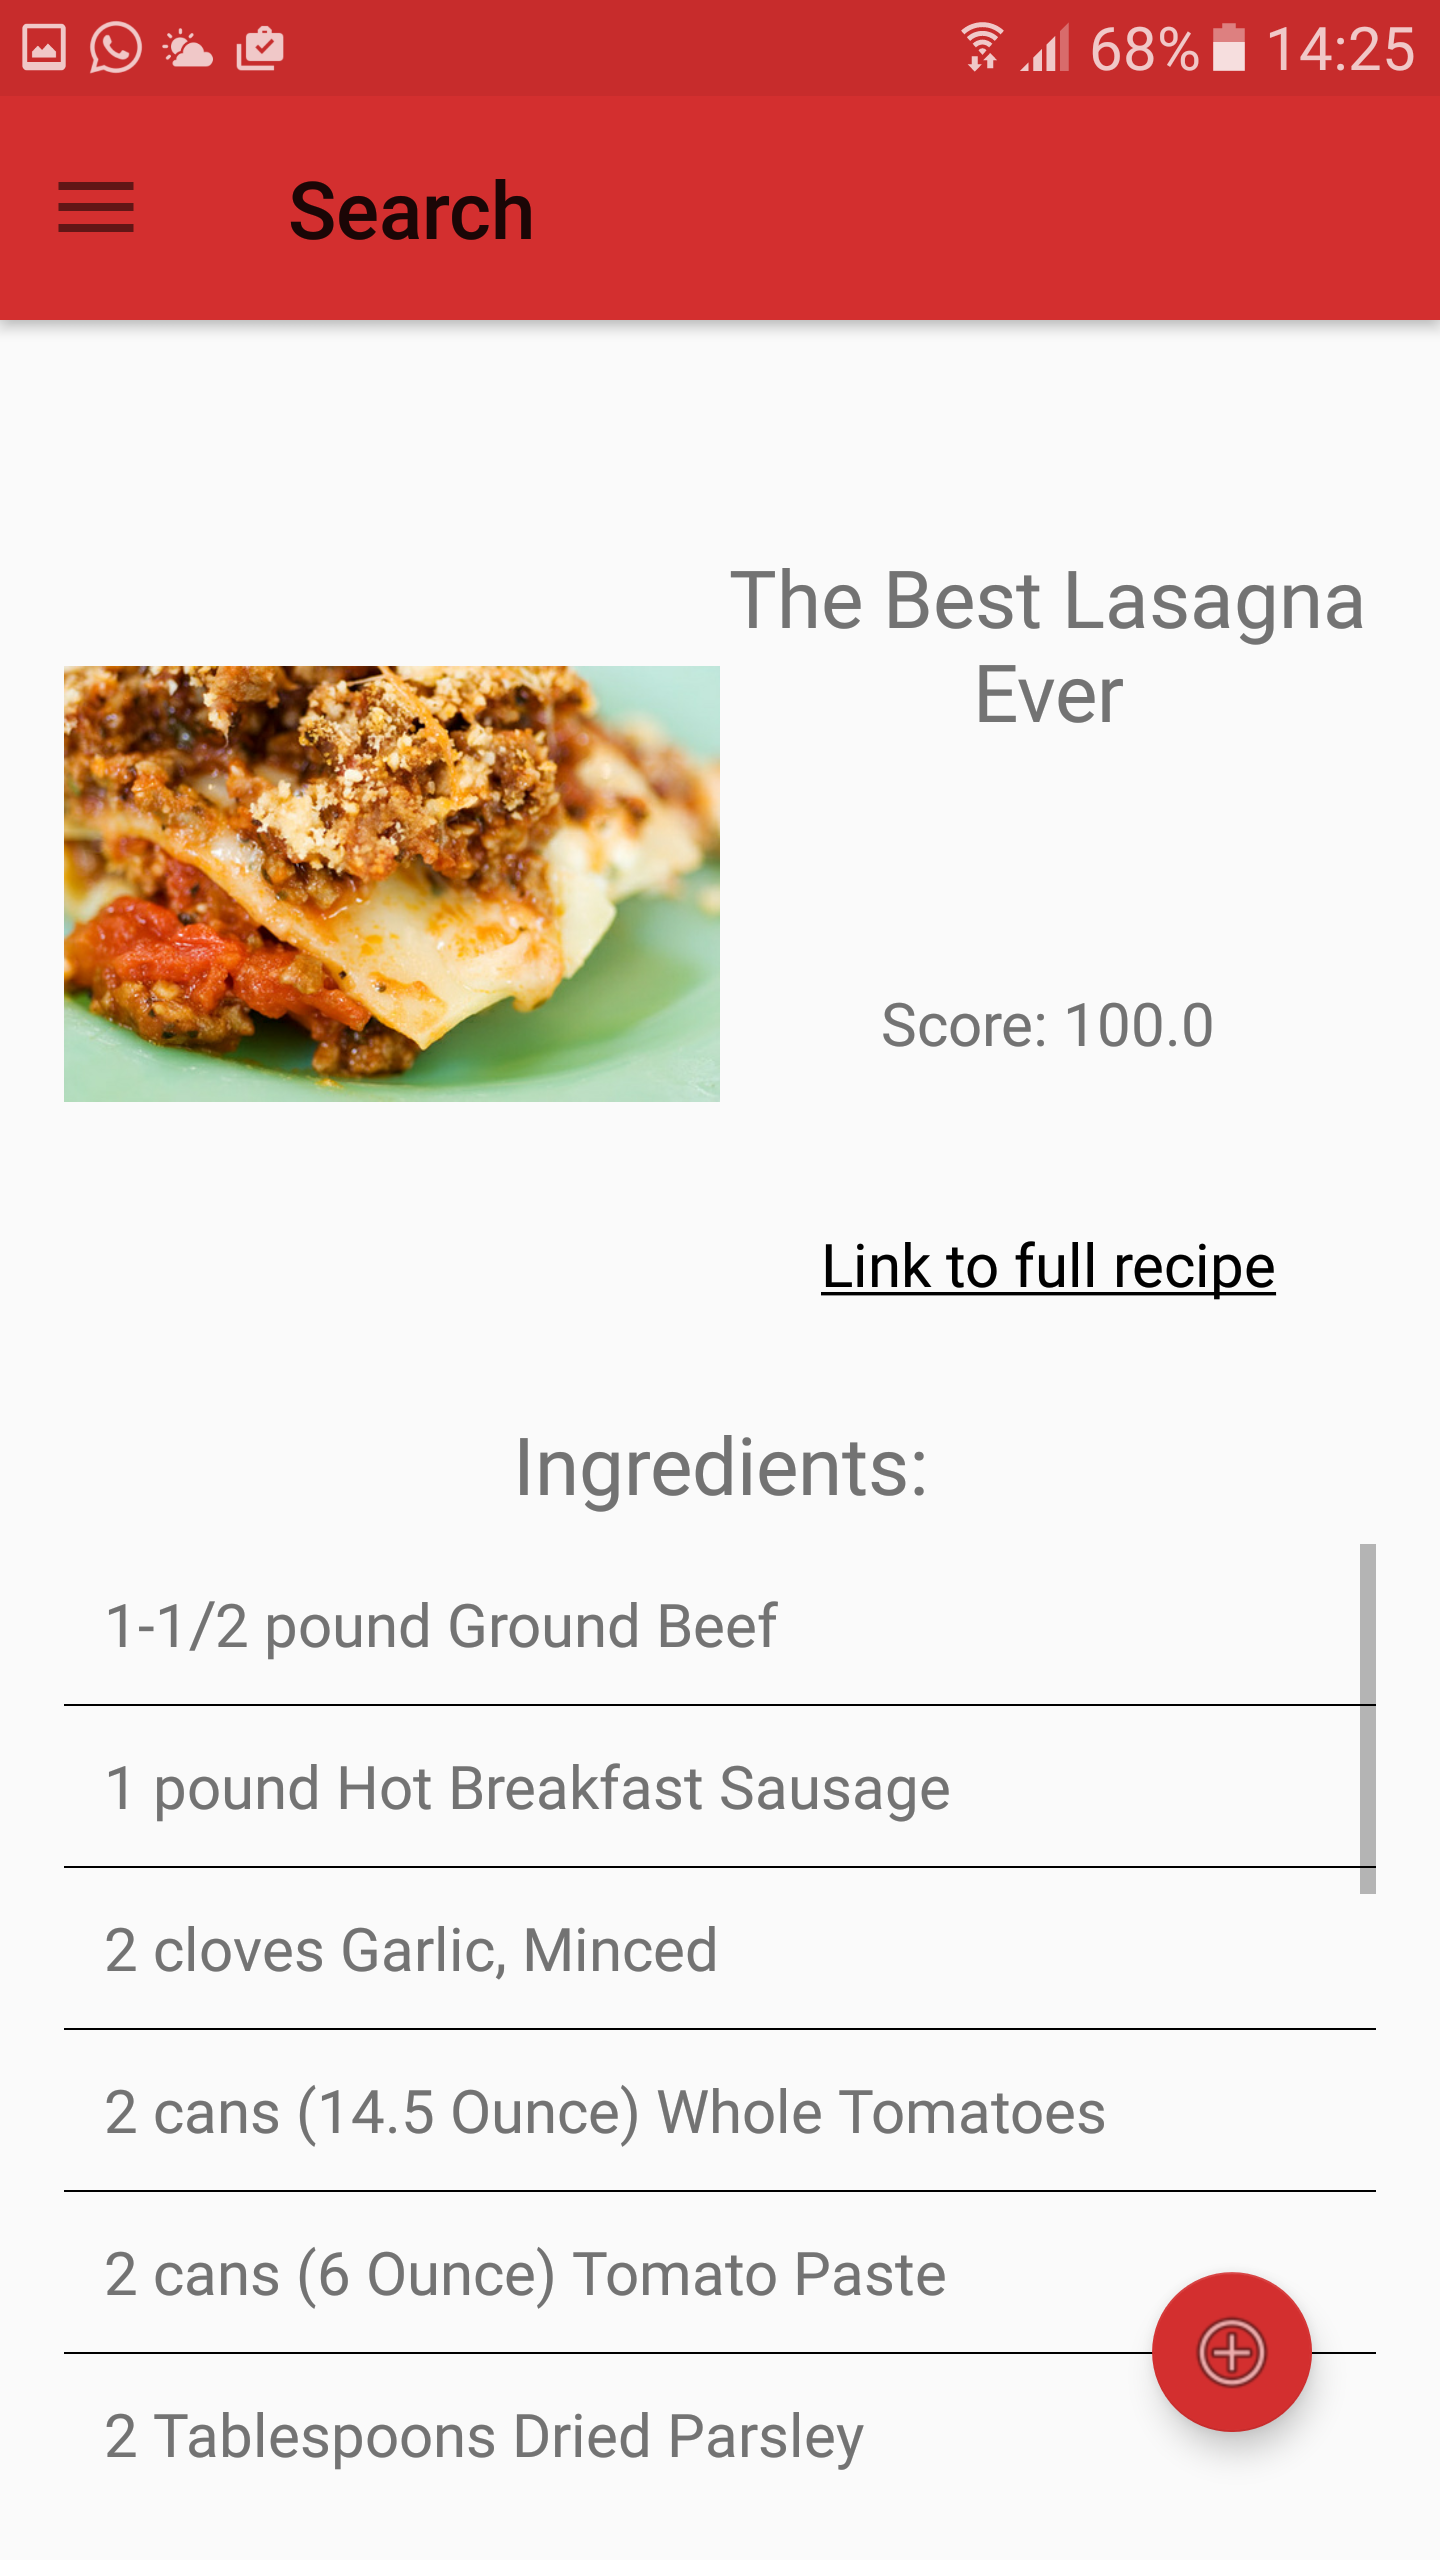 68% 14:25
Search
The Best Lasagna
Ever
Score: 100.0
Link to full recipe
Ingredients:
1-1/2 pound Ground Beef
1 pound Hot Breakfast Sausage
2 cloves Garlic, Minced
2 cans (14.5 Ounce) Whole Tomatoes
2 cans (6 Ounce) Tomato Paste
2 Tablespoons Dried Parsley